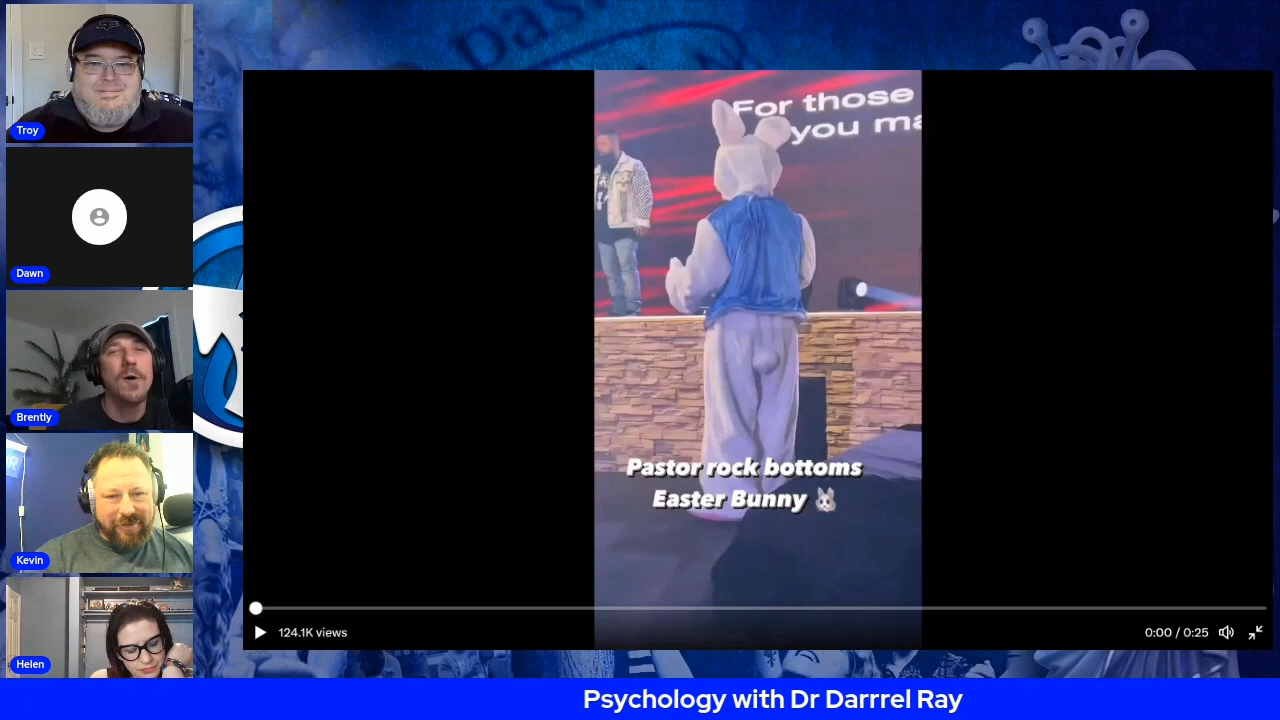 Troy
Dawn
Brently
Kevin
Helen
For those
you ma
Pastor rock bottoms
Easter Bunny 🐰
124.1K views
0:00 / 0:25
Psychology with Dr Darrrel Ray